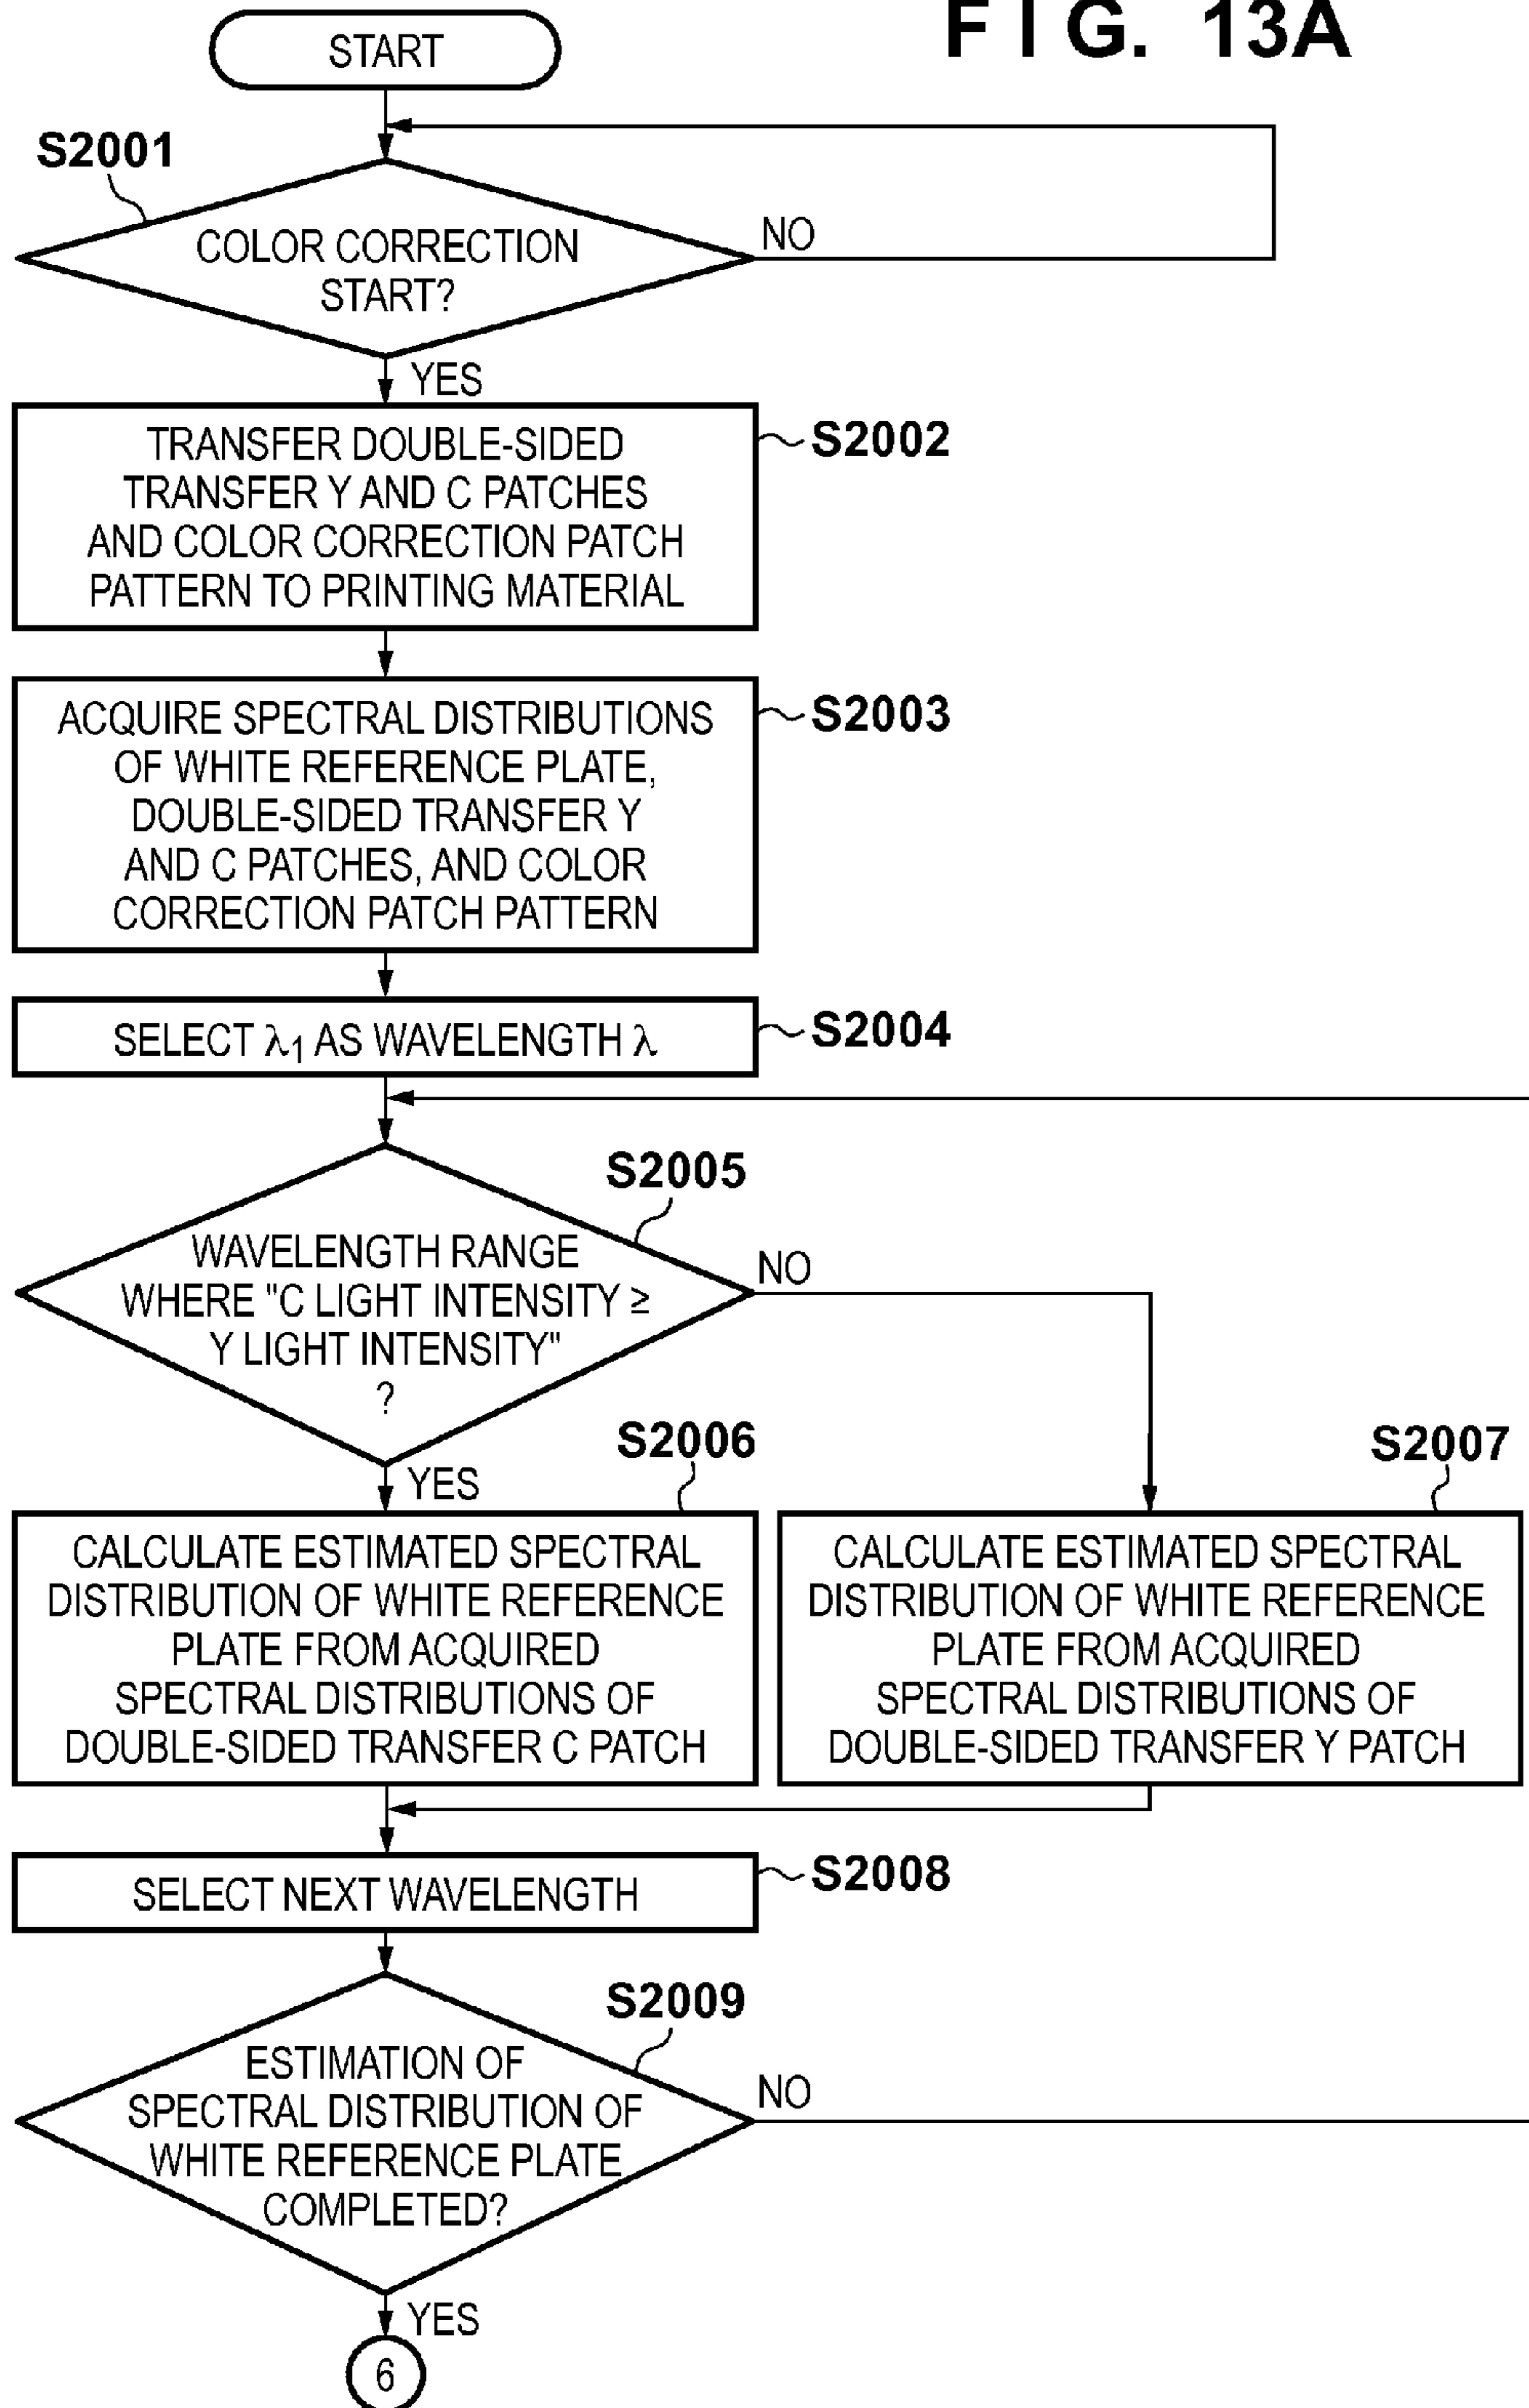 FIG. 13A
START
S2001
COLOR CORRECTION
START?
NO
YES
TRANSFER DOUBLE-SIDED
TRANSFER Y AND C PATCHES
AND COLOR CORRECTION PATCH
PATTERN TO PRINTING MATERIAL
S2002
ACQUIRE SPECTRAL DISTRIBUTIONS
OF WHITE REFERENCE PLATE,
DOUBLE-SIDED TRANSFER Y
AND C PATCHES, AND COLOR
CORRECTION PATCH PATTERN
S2003
SELECT λ1 AS WAVELENGTH λ
S2004
S2005
WAVELENGTH RANGE
WHERE "C LIGHT INTENSITY ≥
Y LIGHT INTENSITY"
?
NO
YES
S2006
CALCULATE ESTIMATED SPECTRAL
DISTRIBUTION OF WHITE REFERENCE
PLATE FROM ACQUIRED
SPECTRAL DISTRIBUTIONS OF
DOUBLE-SIDED TRANSFER C PATCH
S2007
CALCULATE ESTIMATED SPECTRAL
DISTRIBUTION OF WHITE REFERENCE
PLATE FROM ACQUIRED
SPECTRAL DISTRIBUTIONS OF
DOUBLE-SIDED TRANSFER Y PATCH
SELECT NEXT WAVELENGTH
S2008
S2009
ESTIMATION OF
SPECTRAL DISTRIBUTION OF
WHITE REFERENCE PLATE
COMPLETED?
NO
YES
6